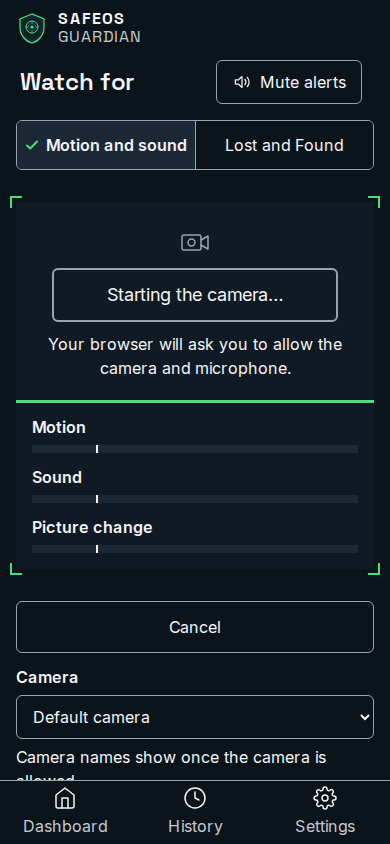 SAFEOS
GUARDIAN
Watch for
Mute alerts
Motion and sound
Lost and Found
Starting the camera...
Your browser will ask you to allow the
camera and microphone.
Motion
Sound
Picture change
Cancel
Camera
Default camera
Camera names show once the camera is
allowed.
Dashboard
History
Settings